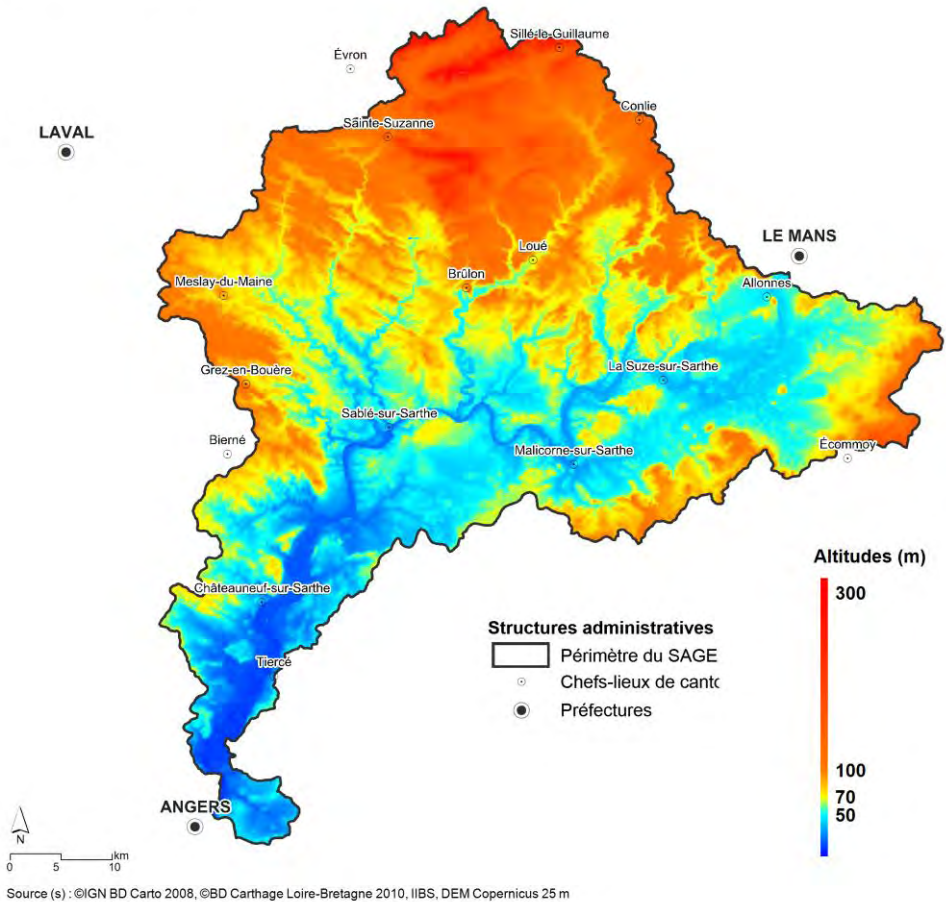 Sillé-le-Guillaume
Évron
Conlie
Sainte-Suzanne
LAVAL
LE MANS
Loué
Meslay-du-Maine
Brûlon
Allonnes
La Suze-sur-Sarthe
Grez-en-Bouère
Sablé-sur-Sarthe
Bierné
Malicorne-sur-Sarthe
Écommoy
Châteauneuf-sur-Sarthe
Tiercé
ANGERS
Altitudes (m)
300
100
70
50
Structures administratives
Périmètre du SAGE
Chefs-lieux de cantc
Préfectures
N
km
0 5 10
Source (s) : ©IGN BD Carto 2008, ©BD Carthage Loire-Bretagne 2010, IIBS, DEM Copernicus 25 m